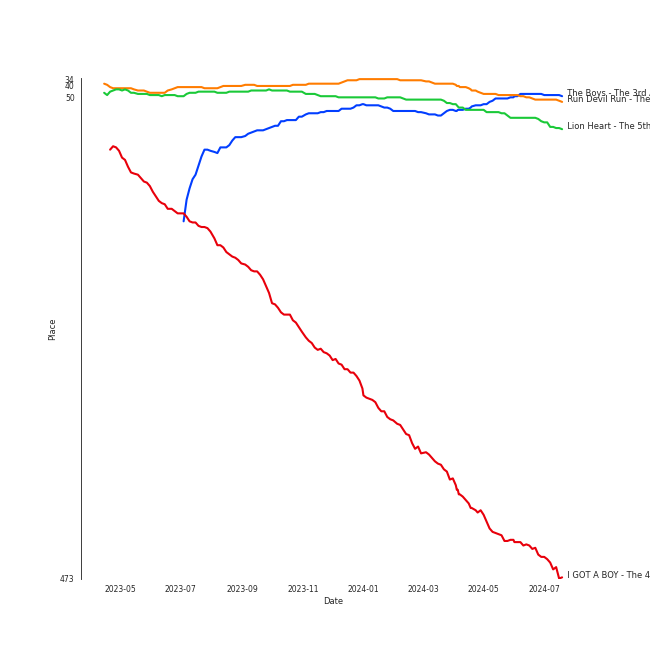 34
40
50
473
Place
The Boys - The 3rd
Run Devil Run - The
Lion Heart - The 5th
I GOT A BOY - The 4
2023-05 2023-07 2023-09 2023-11 2024-01 2024-03 2024-05 2024-07
Date